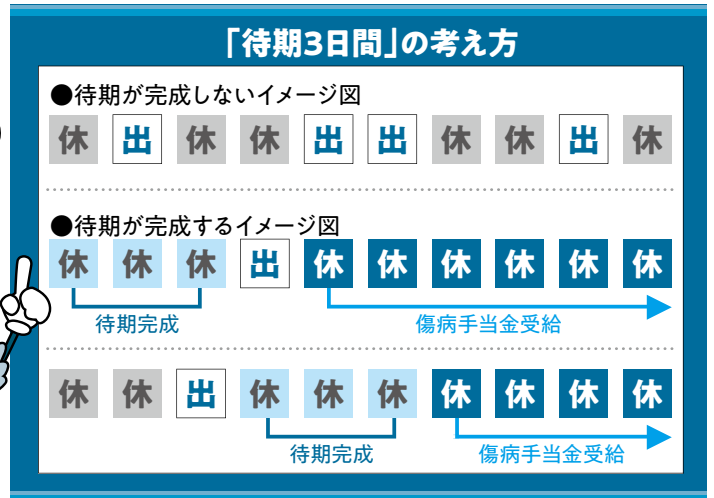 「待期3日間」の考え方
●待期が完成しないイメージ図
休 出 休 休 出 出 休 休 出 休
●待期が完成するイメージ図
休 休 休 出 休 休 休 休 休 休
待期完成 傷病手当金受給
休 休 出 休 休 休 休 休 休 休
待期完成 傷病手当金受給